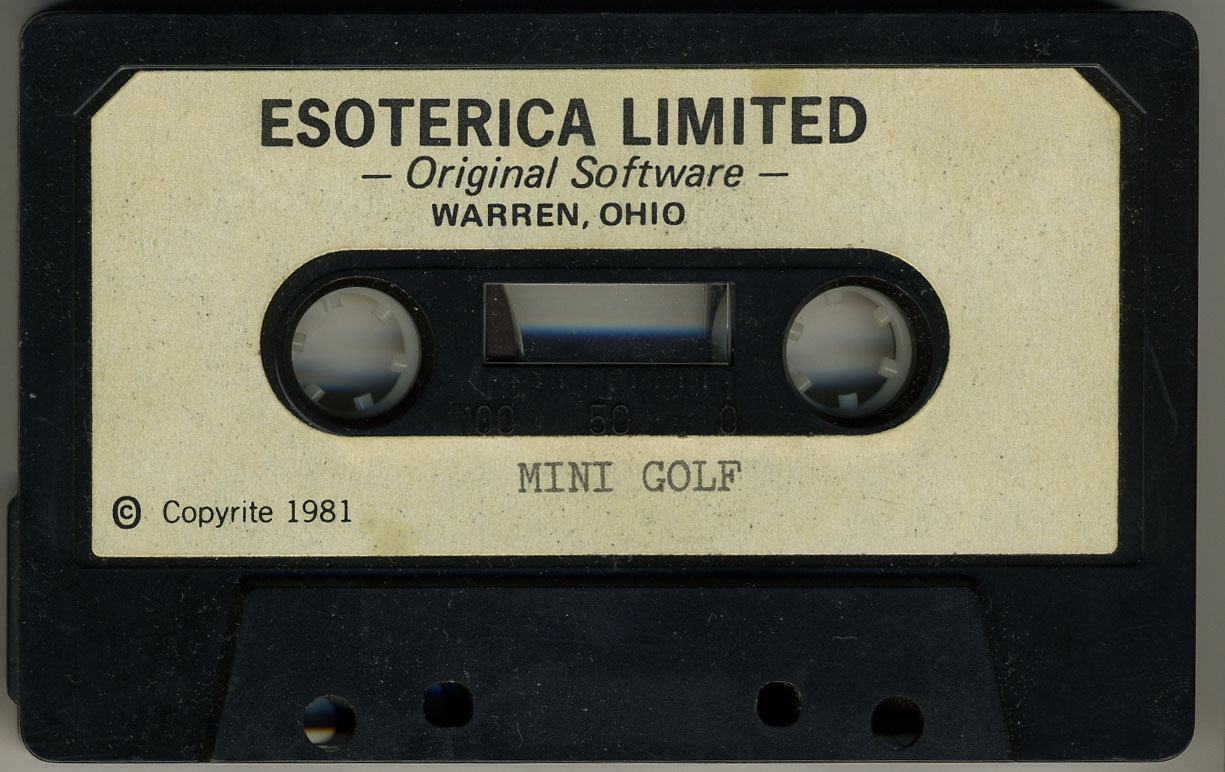 ESOTERICA LIMITED
— Original Software —
WARREN, OHIO
100 50 0
MINI GOLF
© Copyrite 1981